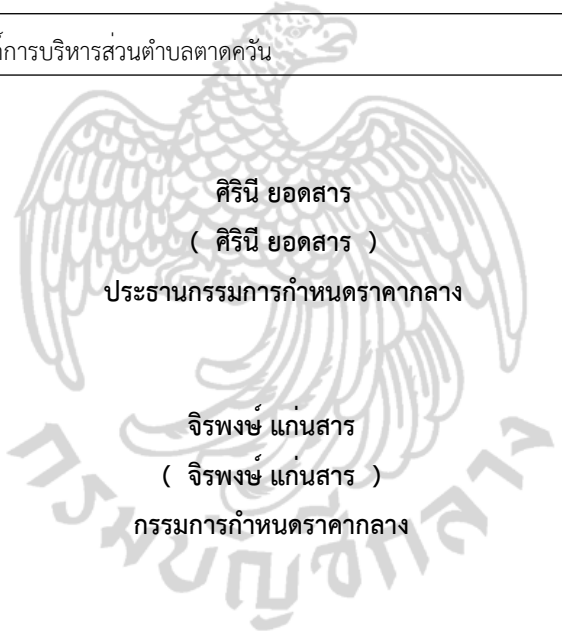 การบริหารส่วนตำบลตาดควัน
ศิรินี ยอดสาร
( ศิรินี ยอดสาร )
ประธานกรรมการกำหนดราคากลาง
จิรพงษ์ แก่นสาร
( จิรพงษ์ แก่นสาร )
กรรมการกำหนดราคากลาง
กรมบัญชีกลาง